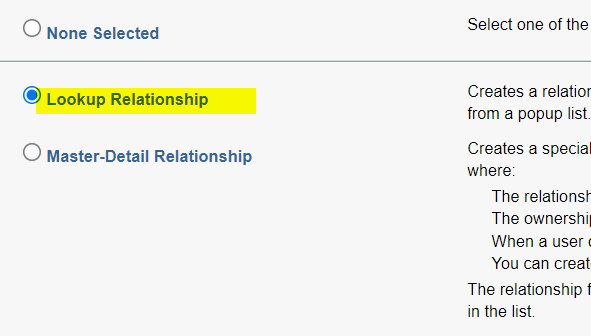 None Selected
Select one of the
Lookup Relationship
Creates a relation
from a popup list.
Master-Detail Relationship
Creates a special
where:
The relationsh
The ownership
When a user
You can creat
The relationship f
in the list.